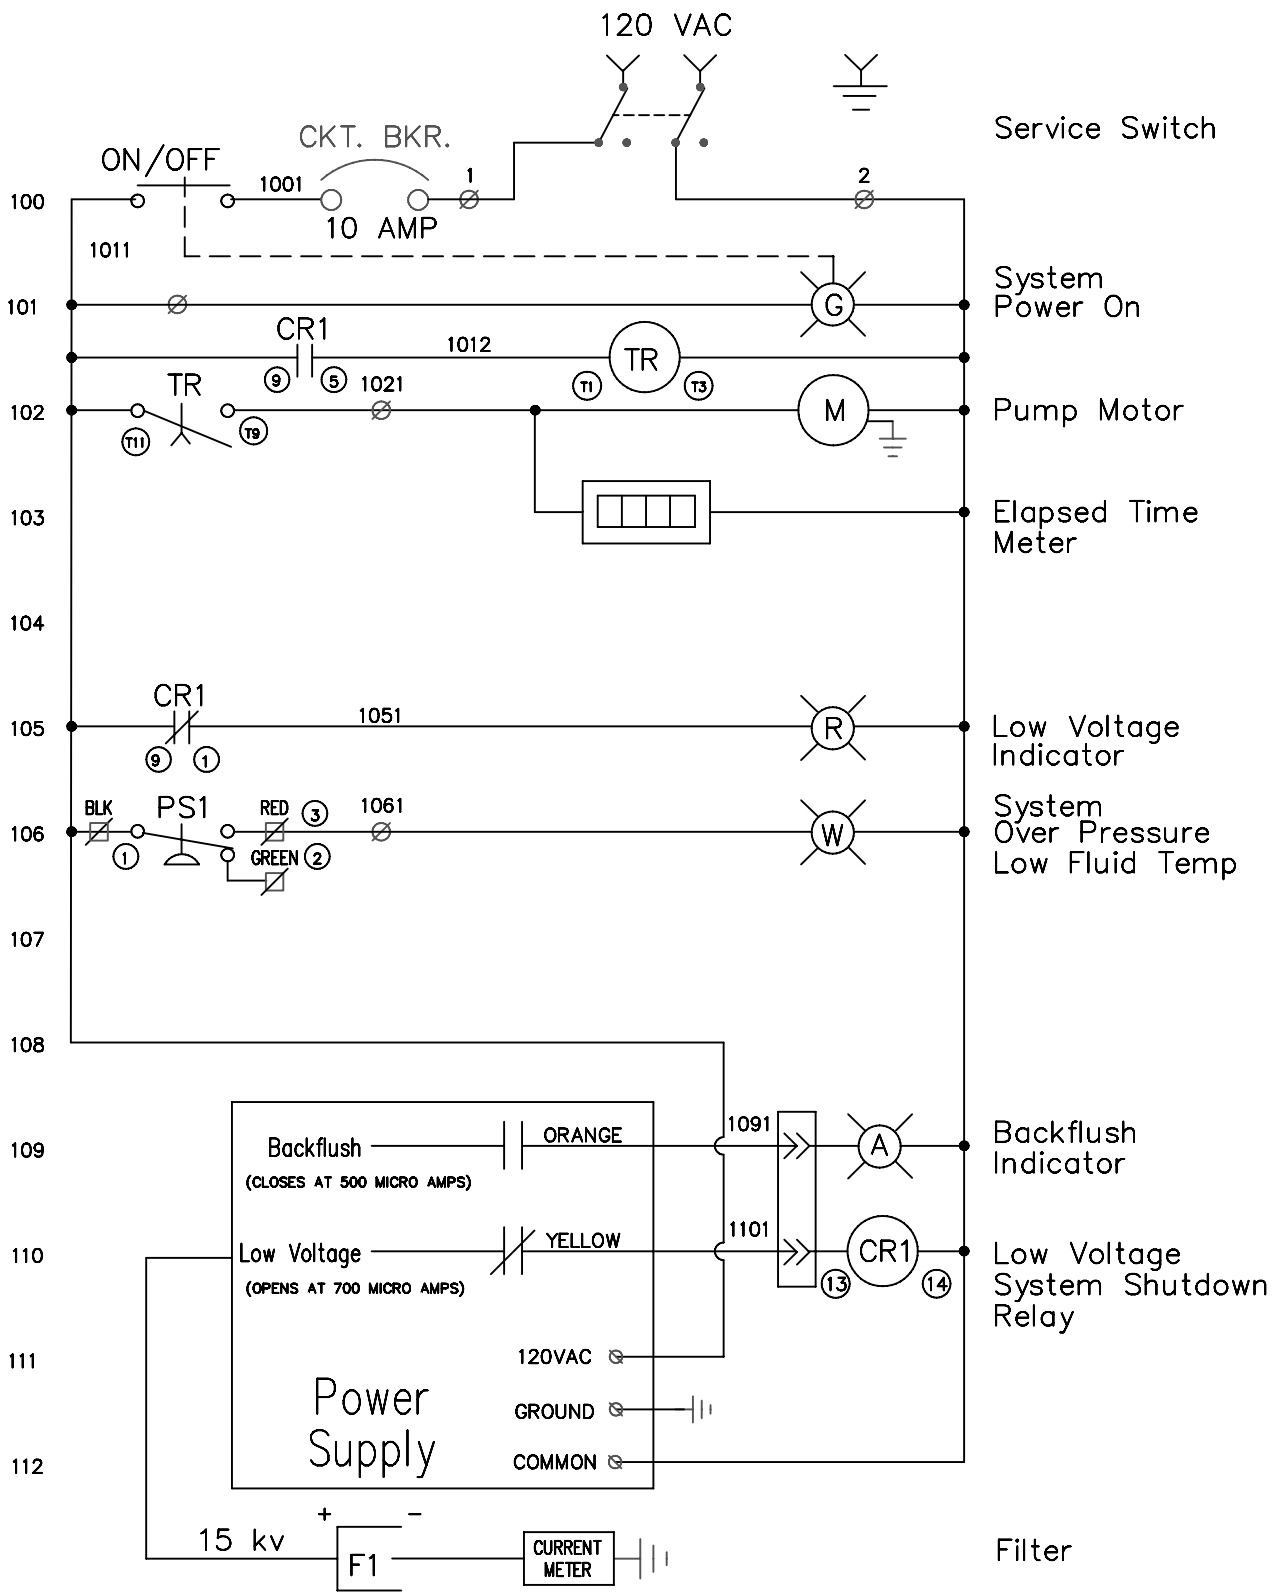 120 VAC
Service Switch
CKT. BKR.
ON/OFF
1001
1
2
100
10 AMP
1011
System
Power On
101
G
CR1
1012
TR
9
5
T1
T3
TR
1021
102
M
Pump Motor
T11
T9
103
Elapsed Time
Meter
104
CR1
1051
105
R
Low Voltage
Indicator
9
1
BLK
PS1
RED
3
1061
System
Over Pressure
Low Fluid Temp
106
W
1
GREEN
2
107
108
1091
Backflush
Indicator
109
Backflush
ORANGE
A
(CLOSES AT 500 MICRO AMPS)
1101
110
Low Voltage
YELLOW
CR1
Low Voltage
System Shutdown
Relay
(OPENS AT 700 MICRO AMPS)
13
14
111
120VAC
Power
Supply
GROUND
112
COMMON
+
-
15 kv
F1
CURRENT
METER
Filter